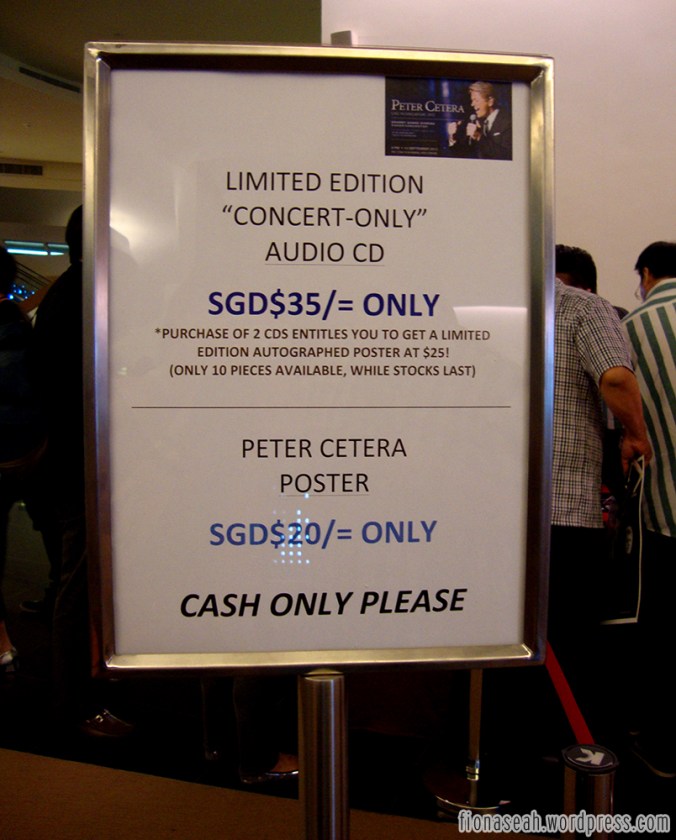 PETER CETERA
LIMITED EDITION
“CONCERT-ONLY”
AUDIO CD
SGD$35/= ONLY
*PURCHASE OF 2 CDS ENTITLES YOU TO GET A LIMITED
EDITION AUTOGRAPHED POSTER AT $25!
(ONLY 10 PIECES AVAILABLE, WHILE STOCKS LAST)
PETER CETERA
POSTER
SGD$20/= ONLY
CASH ONLY PLEASE
fionaseah.wordpress.com